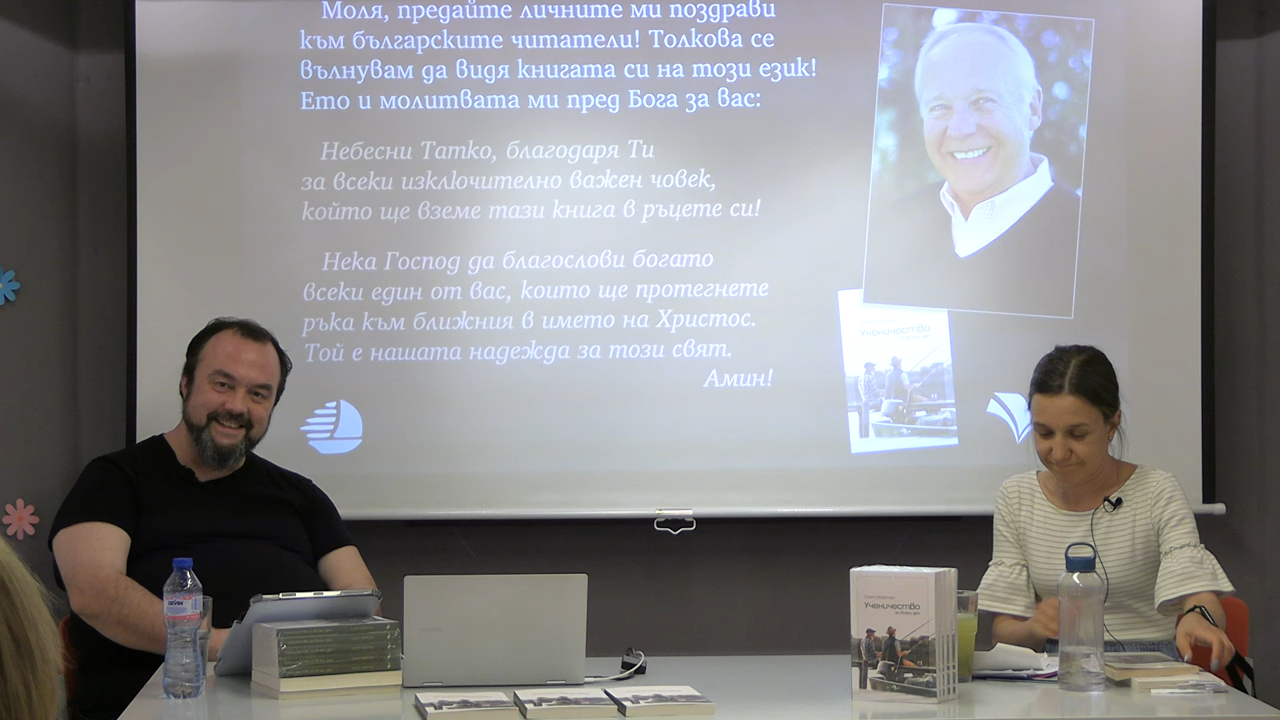 Моля, предайте личните ми поздрави
към българските читатели! Толкова се
вълнувам да видя книгата си на този език!
Ето и молитвата ми пред Бога за вас:
Небесни Татко, благодаря Ти
за всеки изключително важен човек,
който ще вземе тази книга в ръцете си!
Нека Господ да благослови богато
всеки един от вас, които ще протегнете
ръка към ближния в името на Христос.
Той е нашата надежда за този свят.
Амин!
Ученичество
Ученичество